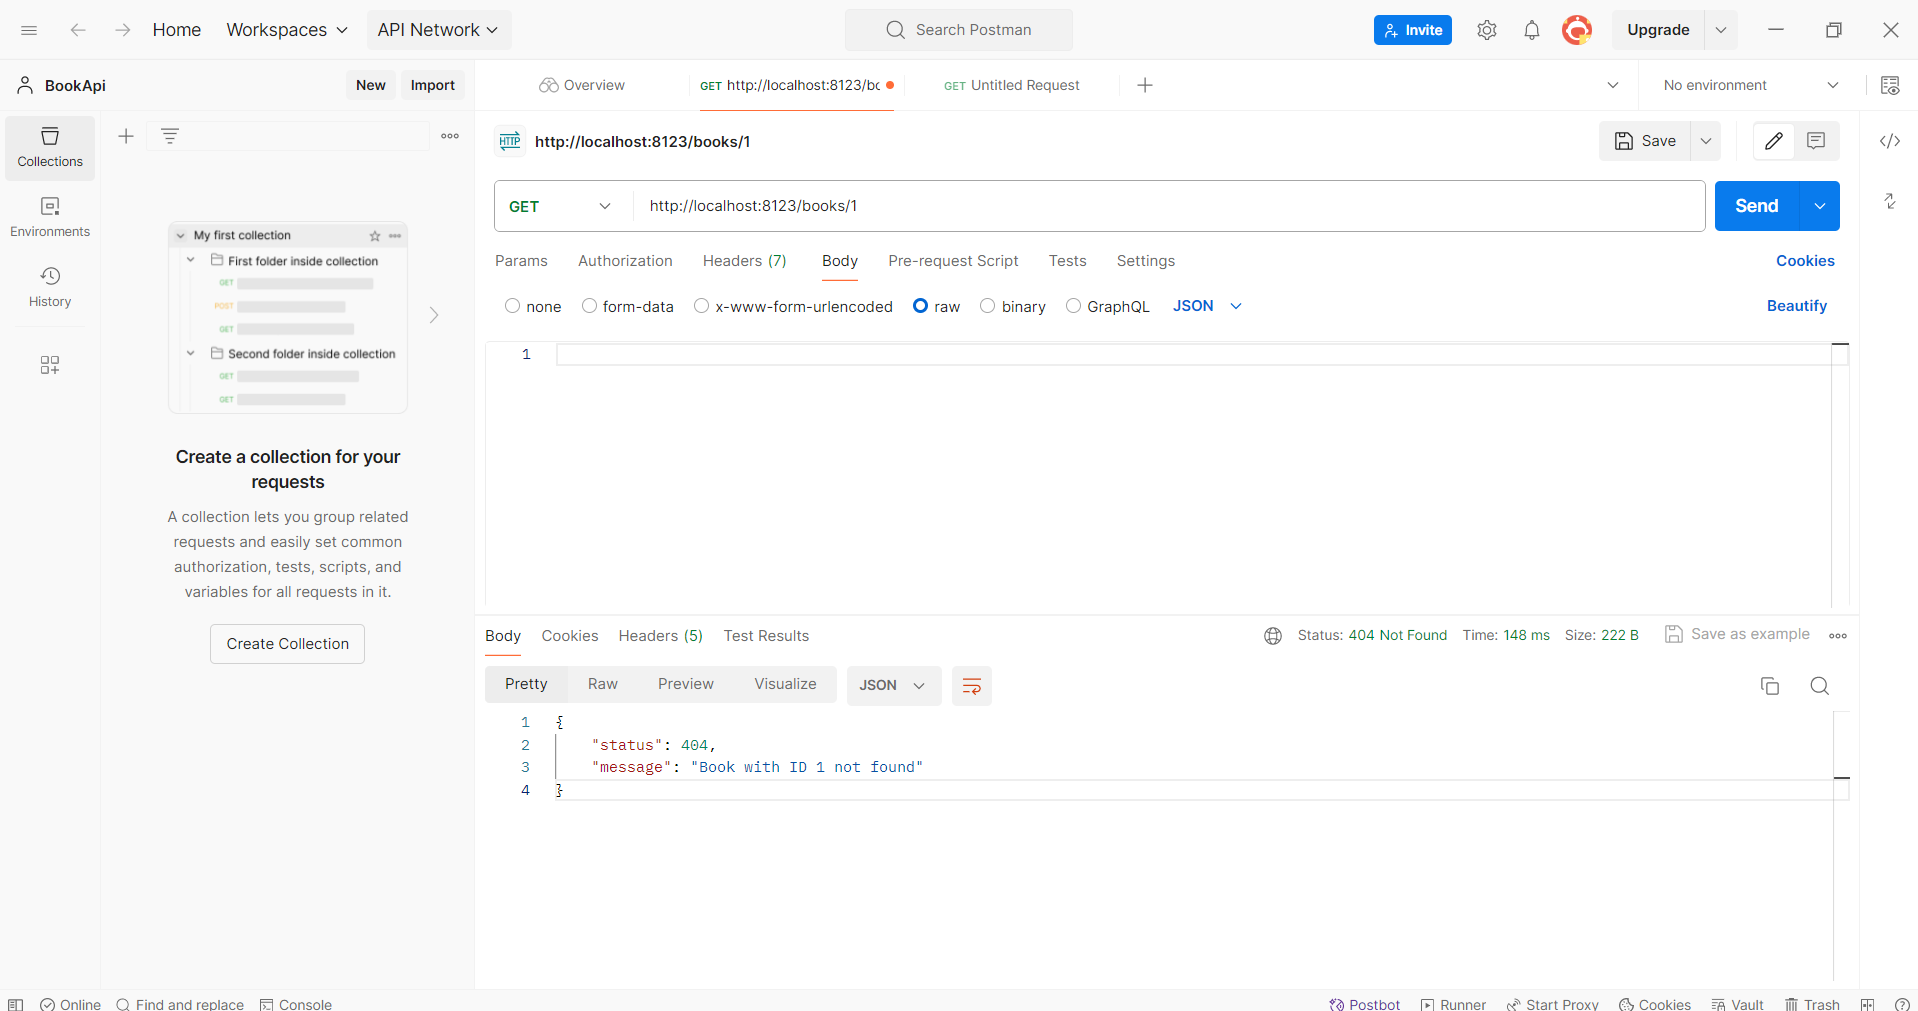 Home Workspaces API Network Search Postman Invite Upgrade
BookApi New Import Overview GET http://localhost:8123/bc GET Untitled Request No environment
Collections
Environments
History
My first collection
First folder inside collection
GET
POST
GET
Second folder inside collection
GET
GET
Create a collection for your
requests
A collection lets you group related
requests and easily set common
authorization, tests, scripts, and
variables for all requests in it.
Create Collection
HTTP http://localhost:8123/books/1 Save
GET http://localhost:8123/books/1 Send
Params Authorization Headers (7) Body Pre-request Script Tests Settings Cookies
none form-data x-www-form-urlencoded raw binary GraphQL JSON Beautify
1
Body Cookies Headers (5) Test Results Status: 404 Not Found Time: 148 ms Size: 222 B Save as example
Pretty Raw Preview Visualize JSON
1 {
2 "status": 404,
3 "message": "Book with ID 1 not found"
4 }
Online Find and replace Console Postbot Runner Start Proxy Cookies Vault Trash